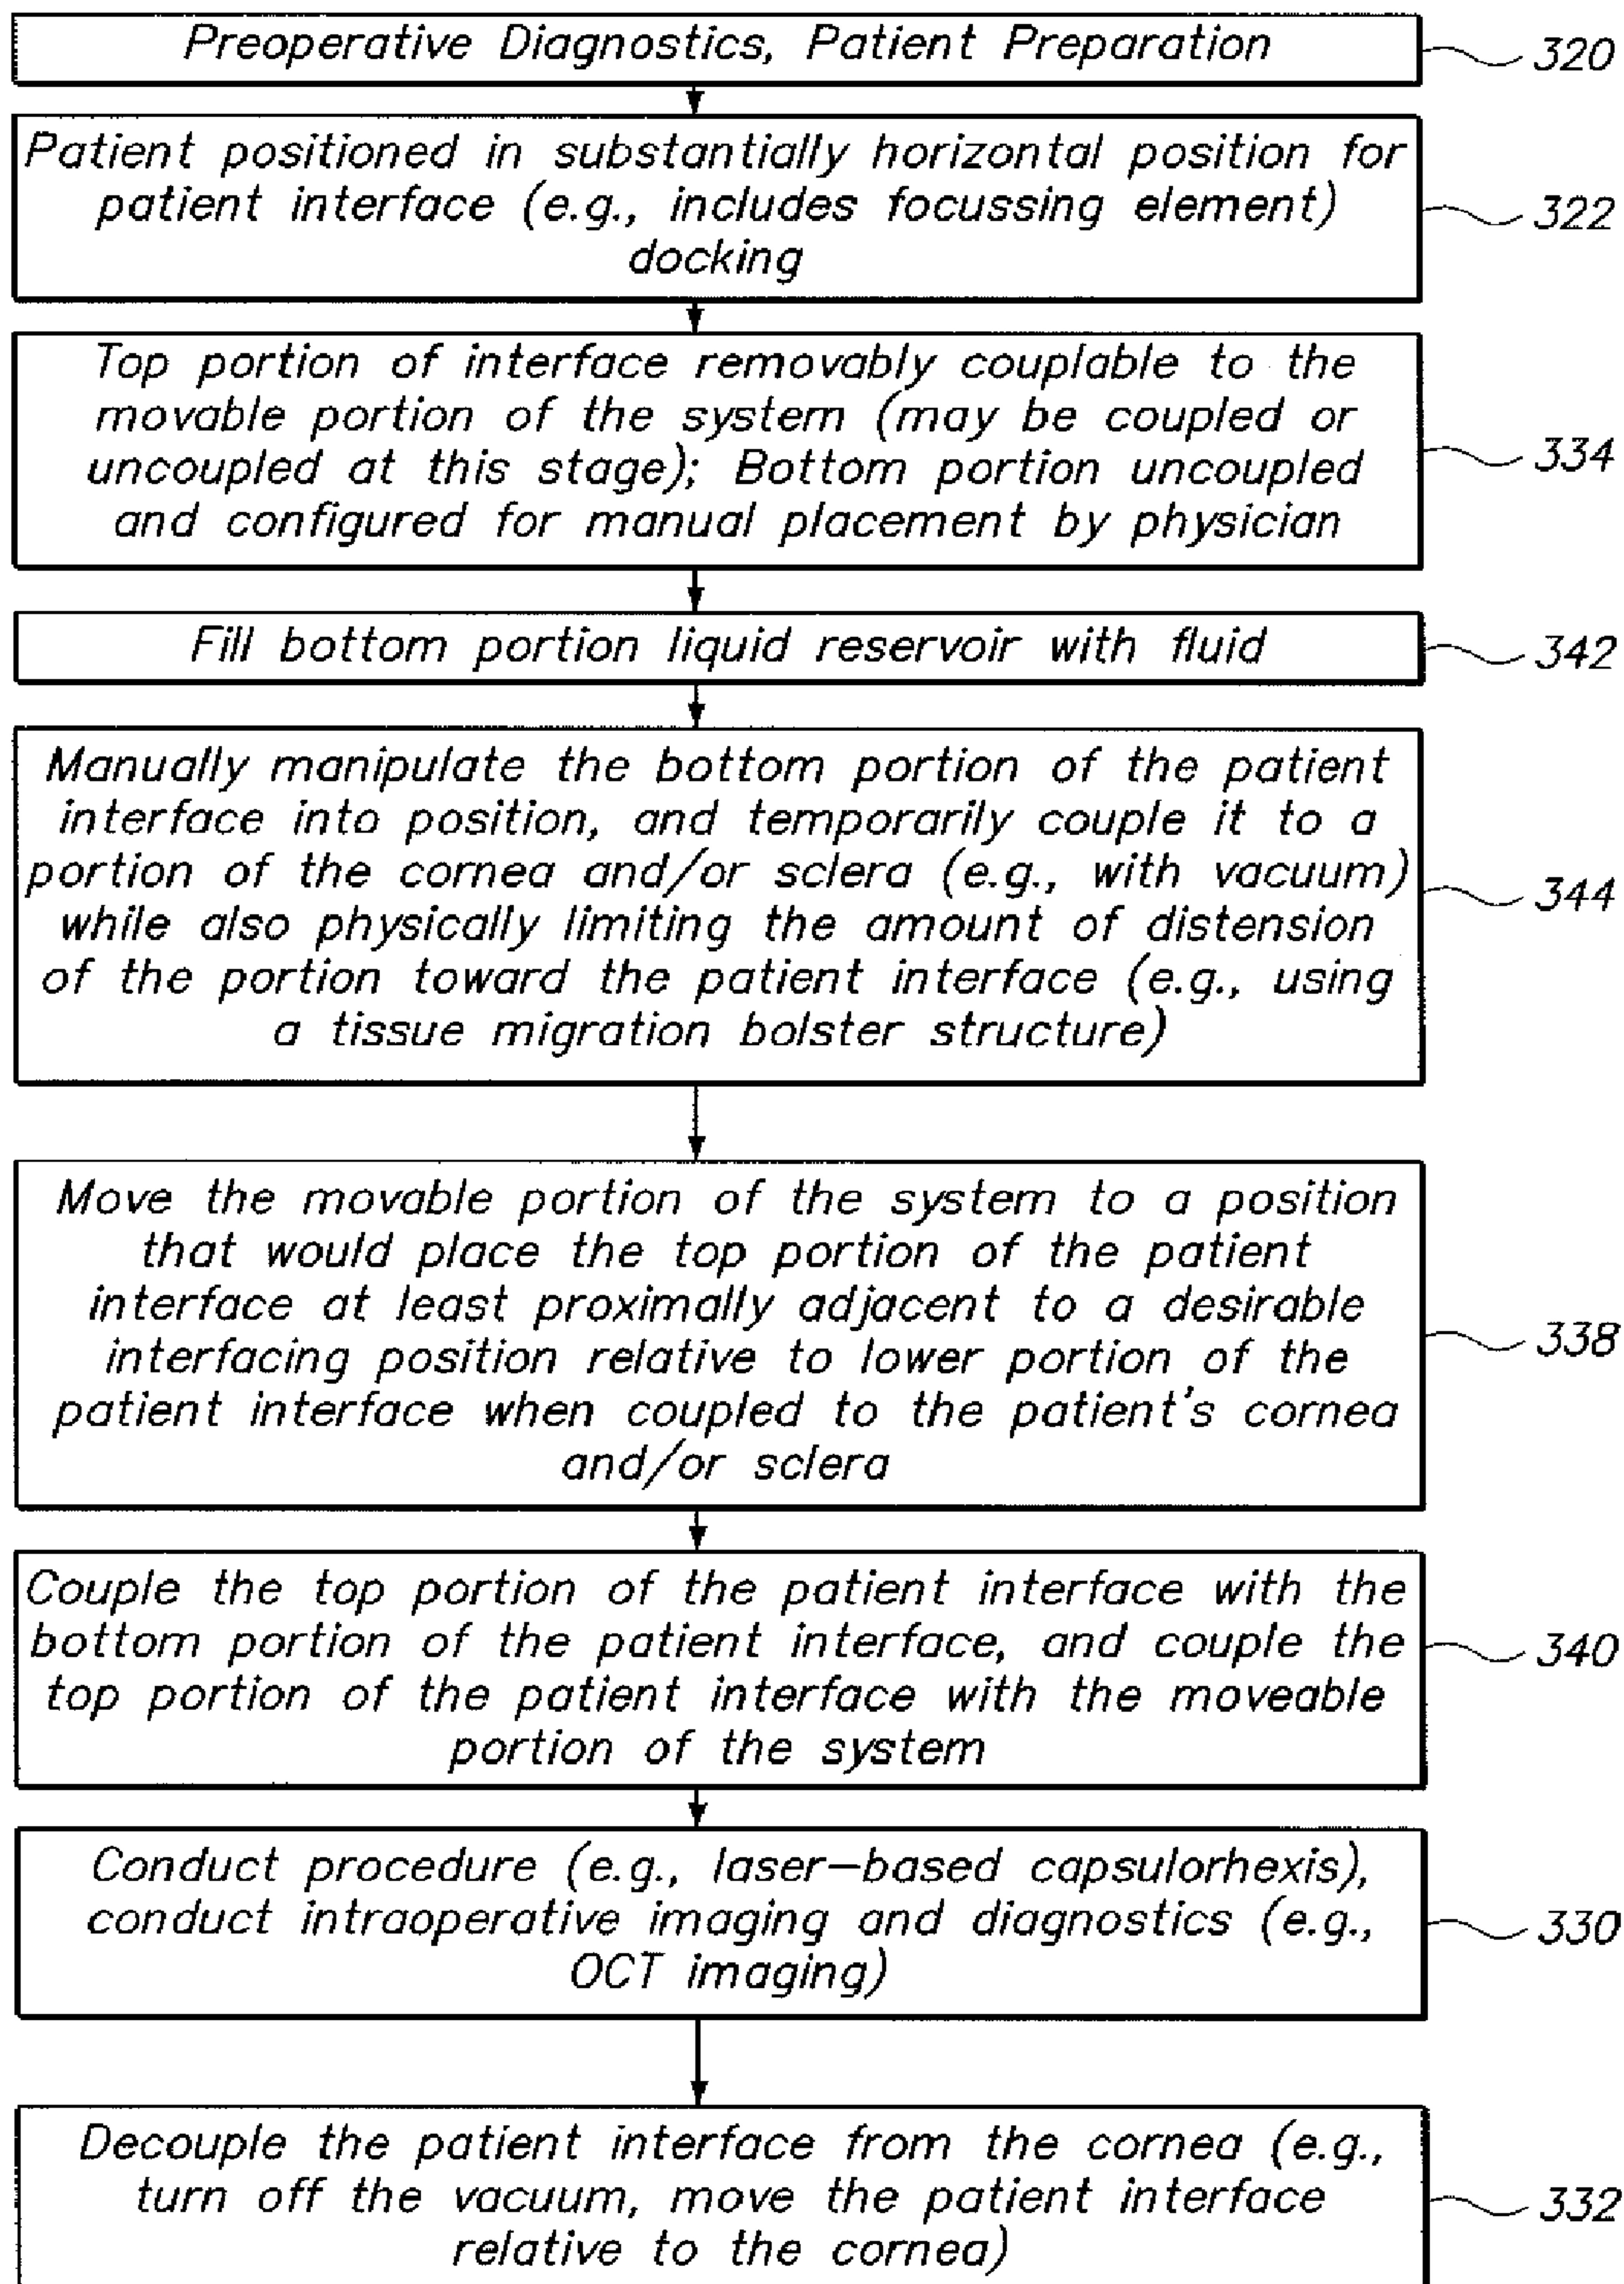 Preoperative Diagnostics, Patient Preparation
320
Patient positioned in substantially horizontal position for
patient interface (e.g., includes focussing element)
docking
322
Top portion of interface removably couplable to the
movable portion of the system (may be coupled or
uncoupled at this stage); Bottom portion uncoupled
and configured for manual placement by physician
334
Fill bottom portion liquid reservoir with fluid
342
Manually manipulate the bottom portion of the patient
interface into position, and temporarily couple it to a
portion of the cornea and/or sclera (e.g., with vacuum)
while also physically limiting the amount of distension
of the portion toward the patient interface (e.g., using
a tissue migration bolster structure)
344
Move the movable portion of the system to a position
that would place the top portion of the patient
interface at least proximally adjacent to a desirable
interfacing position relative to lower portion of the
patient interface when coupled to the patient's cornea
and/or sclera
338
Couple the top portion of the patient interface with the
bottom portion of the patient interface, and couple the
top portion of the patient interface with the moveable
portion of the system
340
Conduct procedure (e.g., laser-based capsulorhexis),
conduct intraoperative imaging and diagnostics (e.g.,
OCT imaging)
330
Decouple the patient interface from the cornea (e.g.,
turn off the vacuum, move the patient interface
relative to the cornea)
332